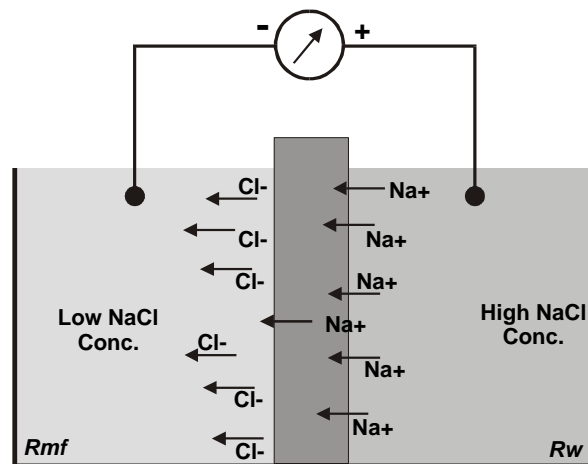 - +
Cl-
Na+
Cl-
Na+
Cl-
Na+
Low NaCl
Conc.
Na+
High NaCl
Conc.
Cl-
Na+
Cl-
Na+
Cl-
Rmf
Rw